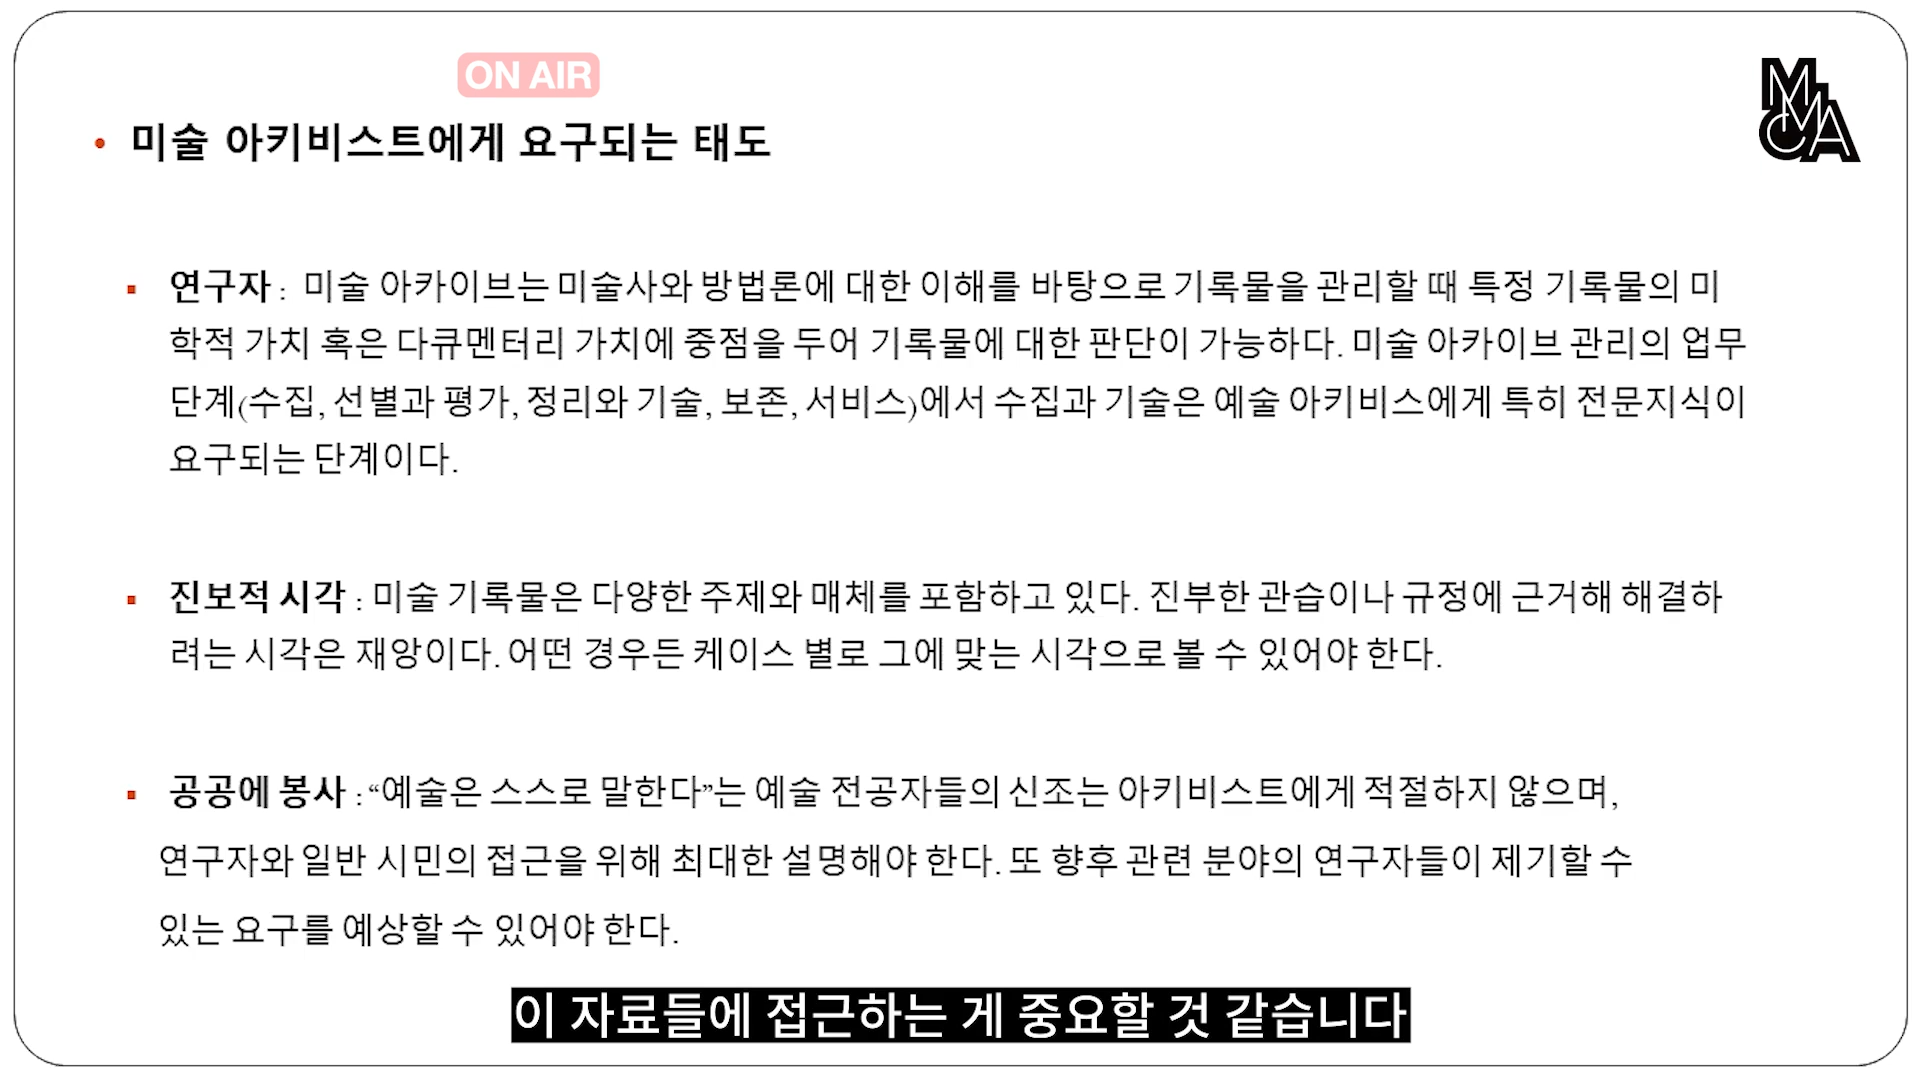 ON AIR
MMCA
• 미술 아키비스트에게 요구되는 태도
▪ 연구자 : 미술 아카이브는 미술사와 방법론에 대한 이해를 바탕으로 기록물을 관리할 때 특정 기록물의 미
학적 가치 혹은 다큐멘터리 가치에 중점을 두어 기록물에 대한 판단이 가능하다. 미술 아카이브 관리의 업무
단계(수집, 선별과 평가, 정리와 기술, 보존, 서비스)에서 수집과 기술은 예술 아키비스에게 특히 전문지식이
요구되는 단계이다.
▪ 진보적 시각 : 미술 기록물은 다양한 주제와 매체를 포함하고 있다. 진부한 관습이나 규정에 근거해 해결하
려는 시각은 재앙이다. 어떤 경우든 케이스 별로 그에 맞는 시각으로 볼 수 있어야 한다.
▪ 공공에 봉사 : “예술은 스스로 말한다”는 예술 전공자들의 신조는 아키비스트에게 적절하지 않으며,
연구자와 일반 시민의 접근을 위해 최대한 설명해야 한다. 또 향후 관련 분야의 연구자들이 제기할 수
있는 요구를 예상할 수 있어야 한다.
이 자료들에 접근하는 게 중요할 것 같습니다